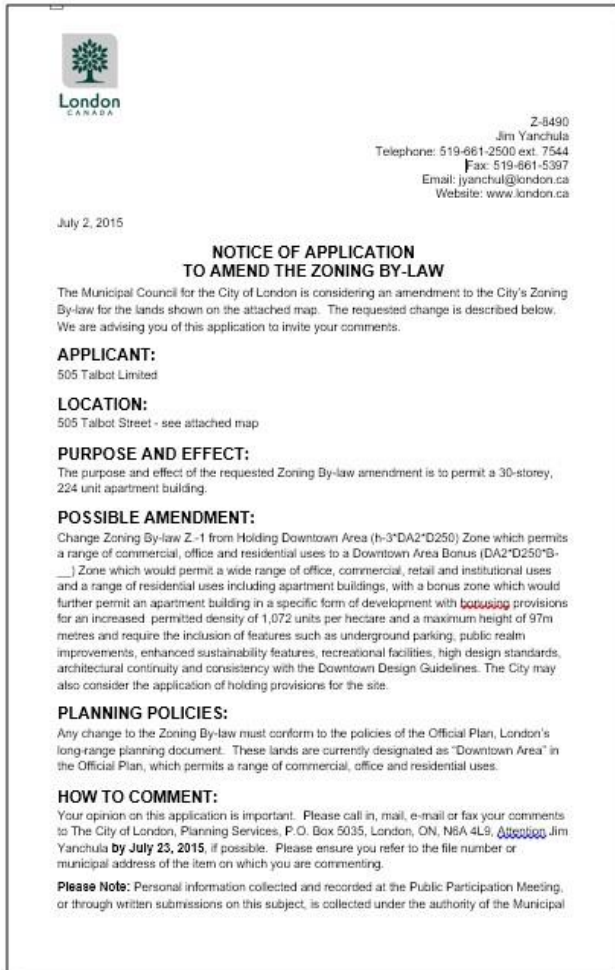 London
CANADA
Z-8490
Jim Yanchula
Telephone: 519-661-2500 ext. 7544
Fax: 519-661-5397
Email: jyanchul@london.ca
Website: www.london.ca
July 2, 2015
NOTICE OF APPLICATION
TO AMEND THE ZONING BY-LAW
The Municipal Council for the City of London is considering an amendment to the City's Zoning
By-law for the lands shown on the attached map.  The requested change is described below.
We are advising you of this application to invite your comments.
APPLICANT:
505 Talbot Limited
LOCATION:
505 Talbot Street - see attached map
PURPOSE AND EFFECT:
The purpose and effect of the requested Zoning By-law amendment is to permit a 30-storey,
224 unit apartment building.
POSSIBLE AMENDMENT:
Change Zoning By-law Z.-1 from Holding Downtown Area (h-3*DA2*D250) Zone which permits
a range of commercial, office and residential uses to a Downtown Area Bonus (DA2*D250*B-
__) Zone which would permit a wide range of office, commercial, retail and institutional uses
and a range of residential uses including apartment buildings, with a bonus zone which would
further permit an apartment building in a specific form of development with bonusing provisions
for an increased  permitted density of 1,072 units per hectare and a maximum height of 97m
metres and require the inclusion of features such as underground parking, public realm
improvements, enhanced sustainability features, recreational facilities, high design standards,
architectural continuity and consistency with the Downtown Design Guidelines. The City may
also consider the application of holding provisions for the site.
PLANNING POLICIES:
Any change to the Zoning By-law must conform to the policies of the Official Plan, London's
long-range planning document.  These lands are currently designated as "Downtown Area" in
the Official Plan, which permits a range of commercial, office and residential uses.
HOW TO COMMENT:
Your opinion on this application is important.  Please call in, mail, e-mail or fax your comments
to The City of London, Planning Services, P.O. Box 5035, London, ON, N6A 4L9, Attention Jim
Yanchula by July 23, 2015, if possible.  Please ensure you refer to the file number or
municipal address of the item on which you are commenting.
Please Note: Personal information collected and recorded at the Public Participation Meeting,
or through written submissions on this subject, is collected under the authority of the Municipal